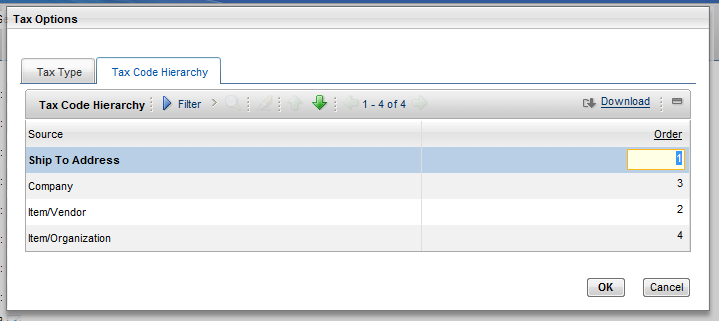 Tax Options
Tax Type Tax Code Hierarchy
Tax Code Hierarchy Filter 1 - 4 of 4 Download
Source Order
Ship To Address 1
Company 3
Item/Vendor 2
Item/Organization 4
OK Cancel